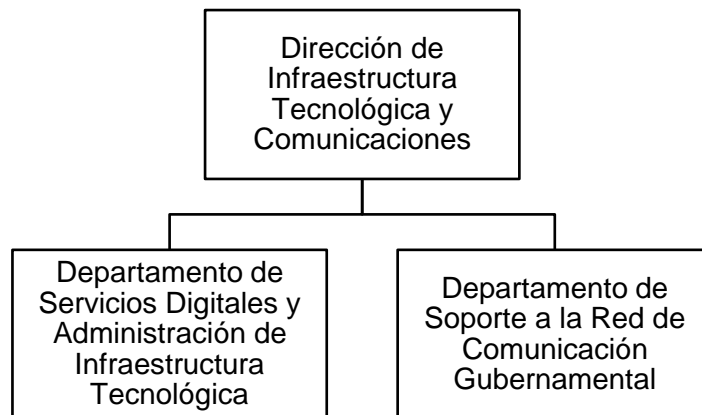 Dirección de
Infraestructura
Tecnológica y
Comunicaciones
Departamento de
Servicios Digitales y
Administración de
Infraestructura
Tecnológica
Departamento de
Soporte a la Red de
Comunicación
Gubernamental